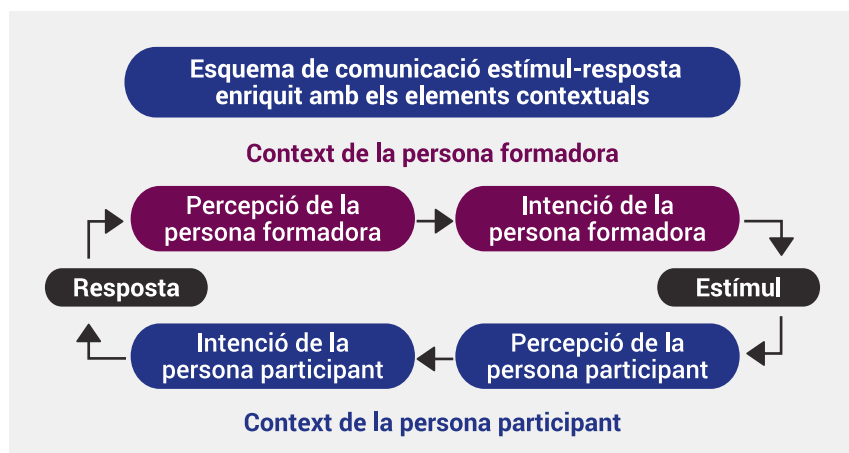 Esquema de comunicació estímul-resposta
enriquit amb els elements contextuals
Context de la persona formadora
Percepció de la
persona formadora
Intenció de la
persona formadora
Resposta
Estímul
Intenció de la
persona participant
Percepció de la
persona participant
Context de la persona participant